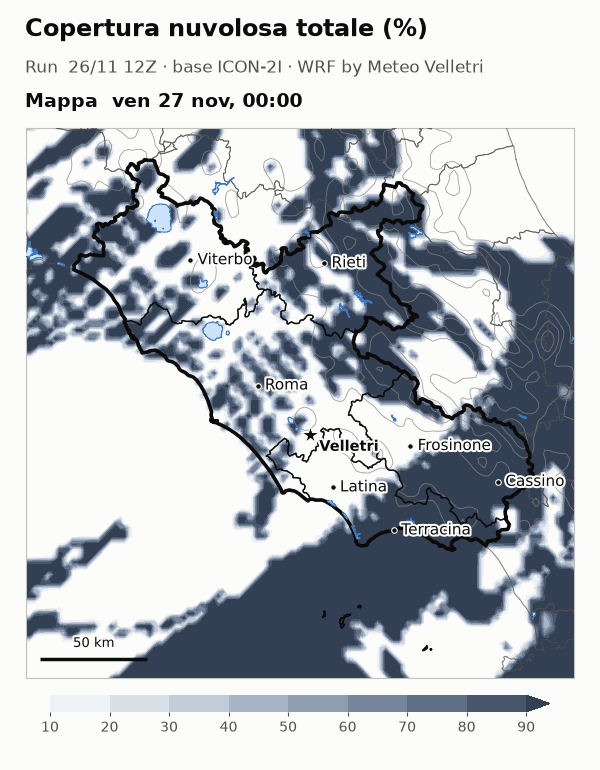 Copertura nuvolosa totale (%)
Run  26/11 12Z · base ICON-2I · WRF by Meteo Velletri
Mappa  ven 27 nov, 00:00
Viterbo
Rieti
Roma
Velletri
Frosinone
Cassino
Latina
Terracina
50 km
10 20 30 40 50 60 70 80 90